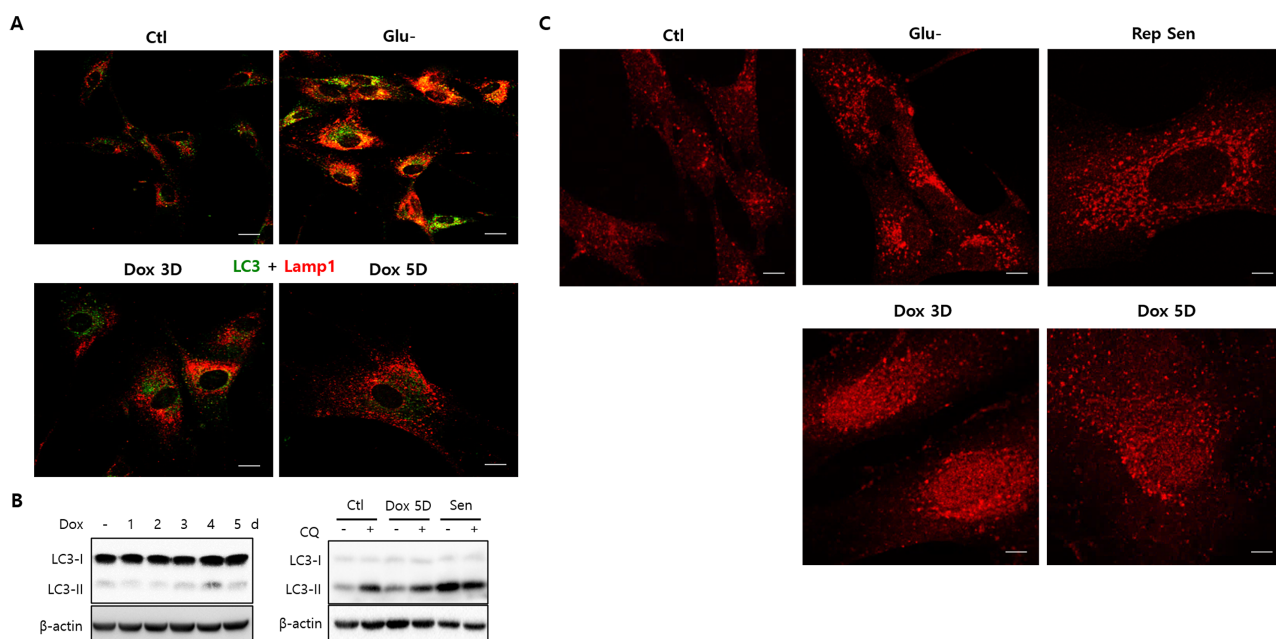 A
Ctl Glu-
Dox 3D LC3 + Lamp1 Dox 5D
B
Dox - 1 2 3 4 5 d
LC3-I
LC3-II
β-actin
Ctl Dox 5D Sen
CQ - + - + - +
LC3-I
LC3-II
β-actin
C
Ctl Glu- Rep Sen
Dox 3D Dox 5D